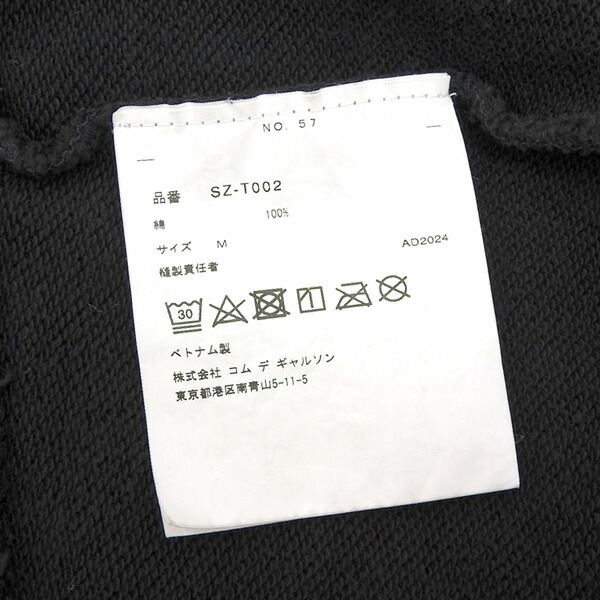 NO. 57
品番 SZ-T002
綿 100%
サイズ M AD2024
縫製責任者
30
ベトナム製
株式会社 コム デ ギャルソン
東京都港区南青山5-11-5